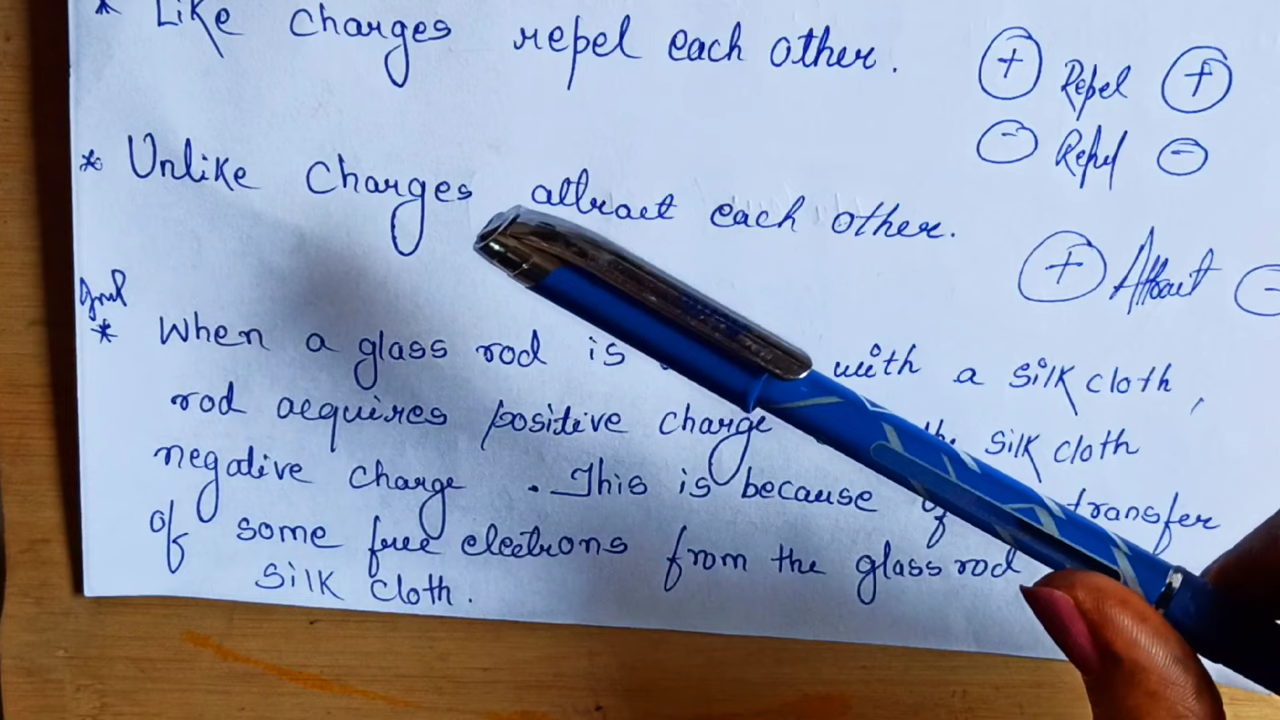 * Like charges repel each other. + Repel +
- Repel -
* Unlike charges attract each other.
+ Attract -
* When a glass rod is with a silk cloth,
rod acquires positive charge the silk cloth
negative charge. This is because of transfer
of some free electrons from the glass rod
silk cloth.